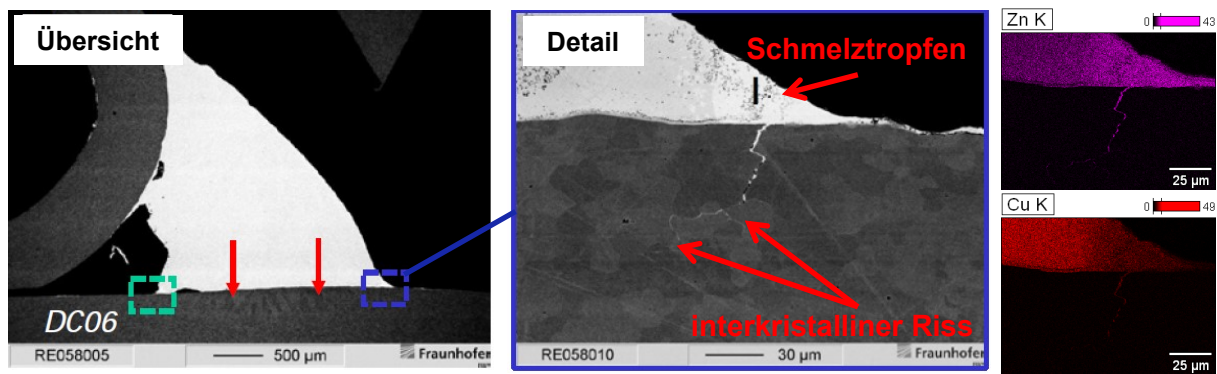 Übersicht
DC06
RE058005
500 µm
Fraunhofer
Detail
Schmelztropfen
interkristalliner Riss
RE058010
30 µm
Fraunhofer
Zn K
0 43
25 µm
Cu K
0 49
25 µm